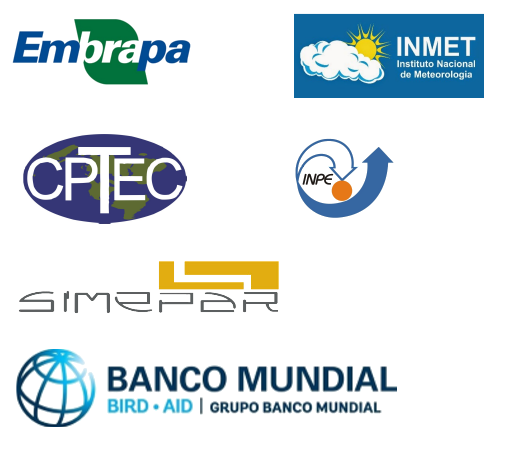 Embrapa
INMET
Instituto Nacional
de Meteorologia
CPTEC
INPE
SIMEPAR
BANCO MUNDIAL
BIRD • AID | GRUPO BANCO MUNDIAL